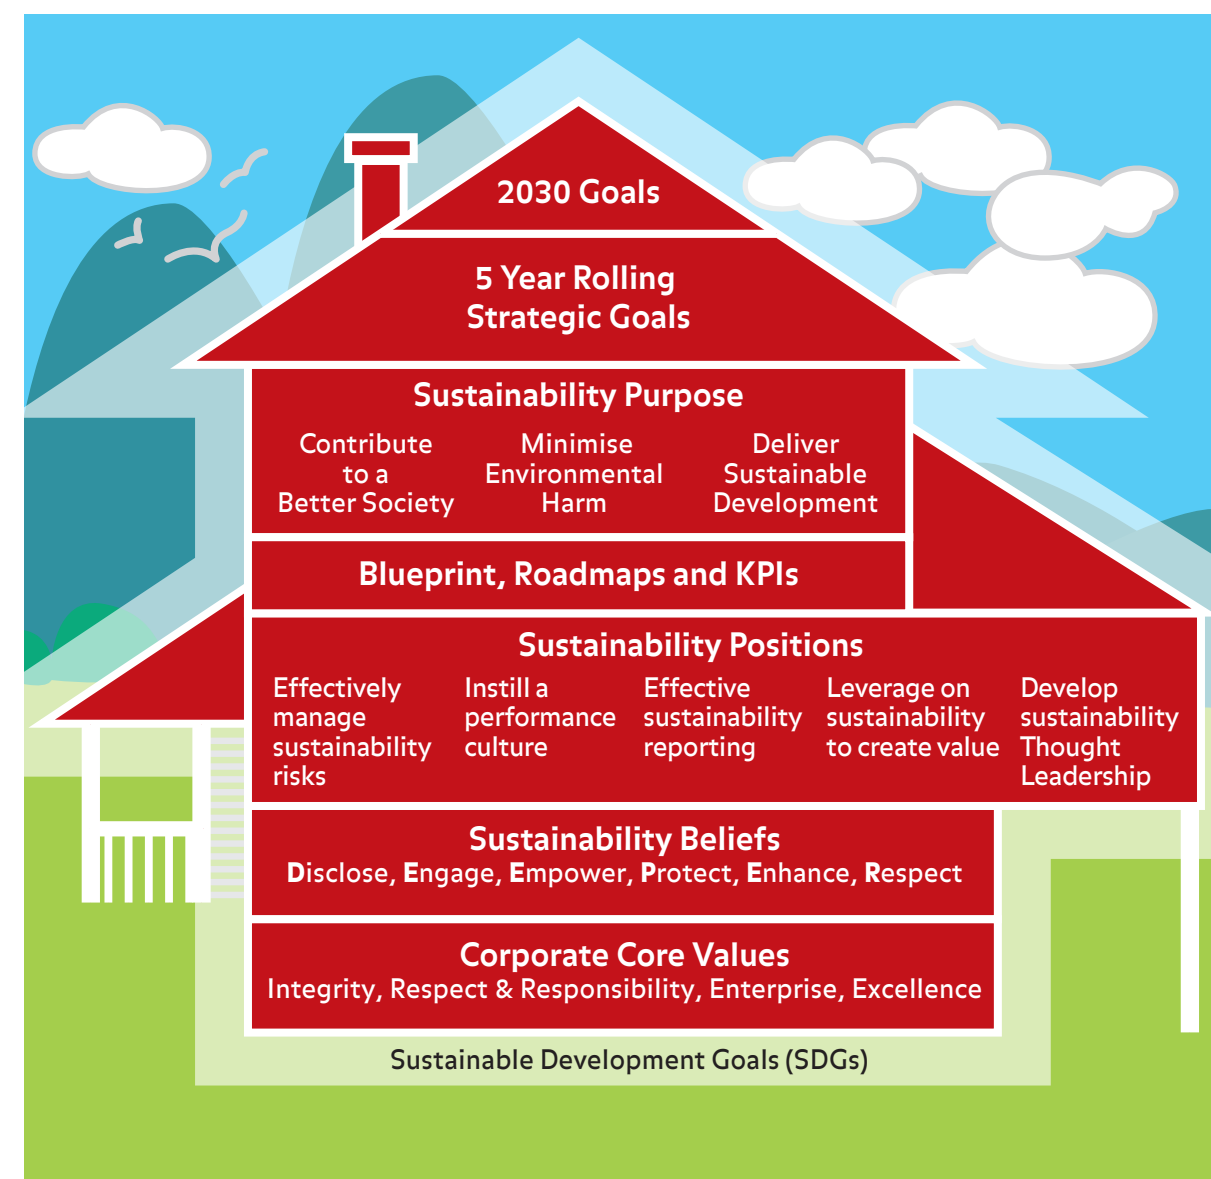 2030 Goals
5 Year Rolling
Strategic Goals
Sustainability Purpose
Contribute
to a
Better Society
Minimise
Environmental
Harm
Deliver
Sustainable
Development
Blueprint, Roadmaps and KPIs
Sustainability Positions
Effectively
manage
sustainability
risks
Instill a
performance
culture
Effective
sustainability
reporting
Leverage on
sustainability
to create value
Develop
sustainability
Thought
Leadership
Sustainability Beliefs
Disclose, Engage, Empower, Protect, Enhance, Respect
Corporate Core Values
Integrity, Respect & Responsibility, Enterprise, Excellence
Sustainable Development Goals (SDGs)